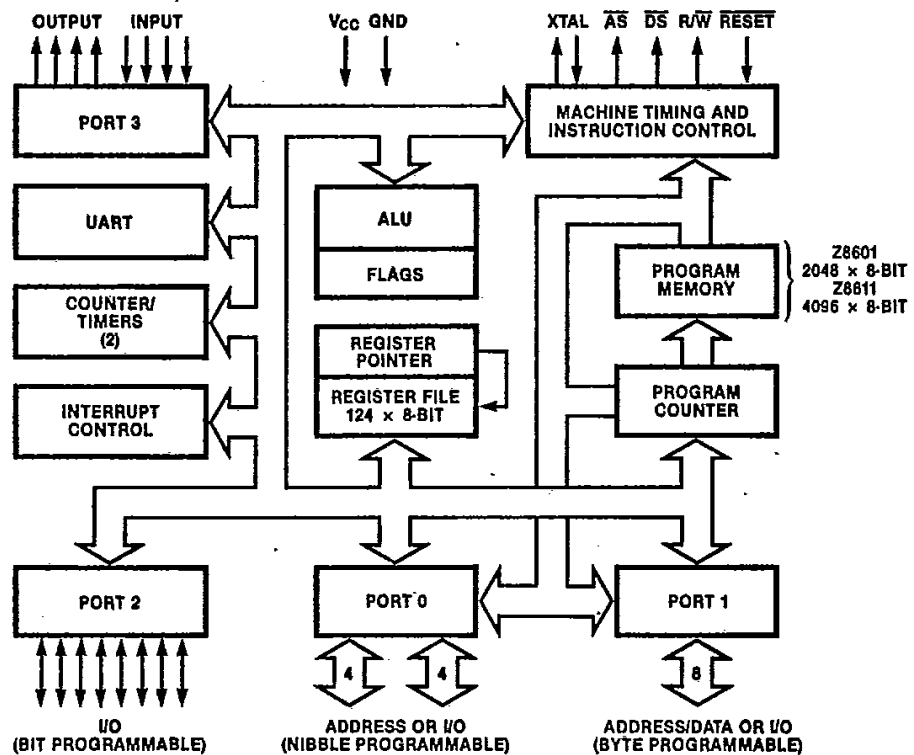 OUTPUT INPUT
VCC GND
XTAL AS DS R/W RESET
PORT 3
MACHINE TIMING AND
INSTRUCTION CONTROL
UART
ALU
FLAGS
PROGRAM
MEMORY
Z8601
2048 × 8-BIT
Z8611
4096 × 8-BIT
COUNTER/
TIMERS
(2)
REGISTER
POINTER
REGISTER FILE
124 × 8-BIT
PROGRAM
COUNTER
INTERRUPT
CONTROL
PORT 2
PORT 0
PORT 1
4
4
8
I/O
(BIT PROGRAMMABLE)
ADDRESS OR I/O
(NIBBLE PROGRAMMABLE)
ADDRESS/DATA OR I/O
(BYTE PROGRAMMABLE)